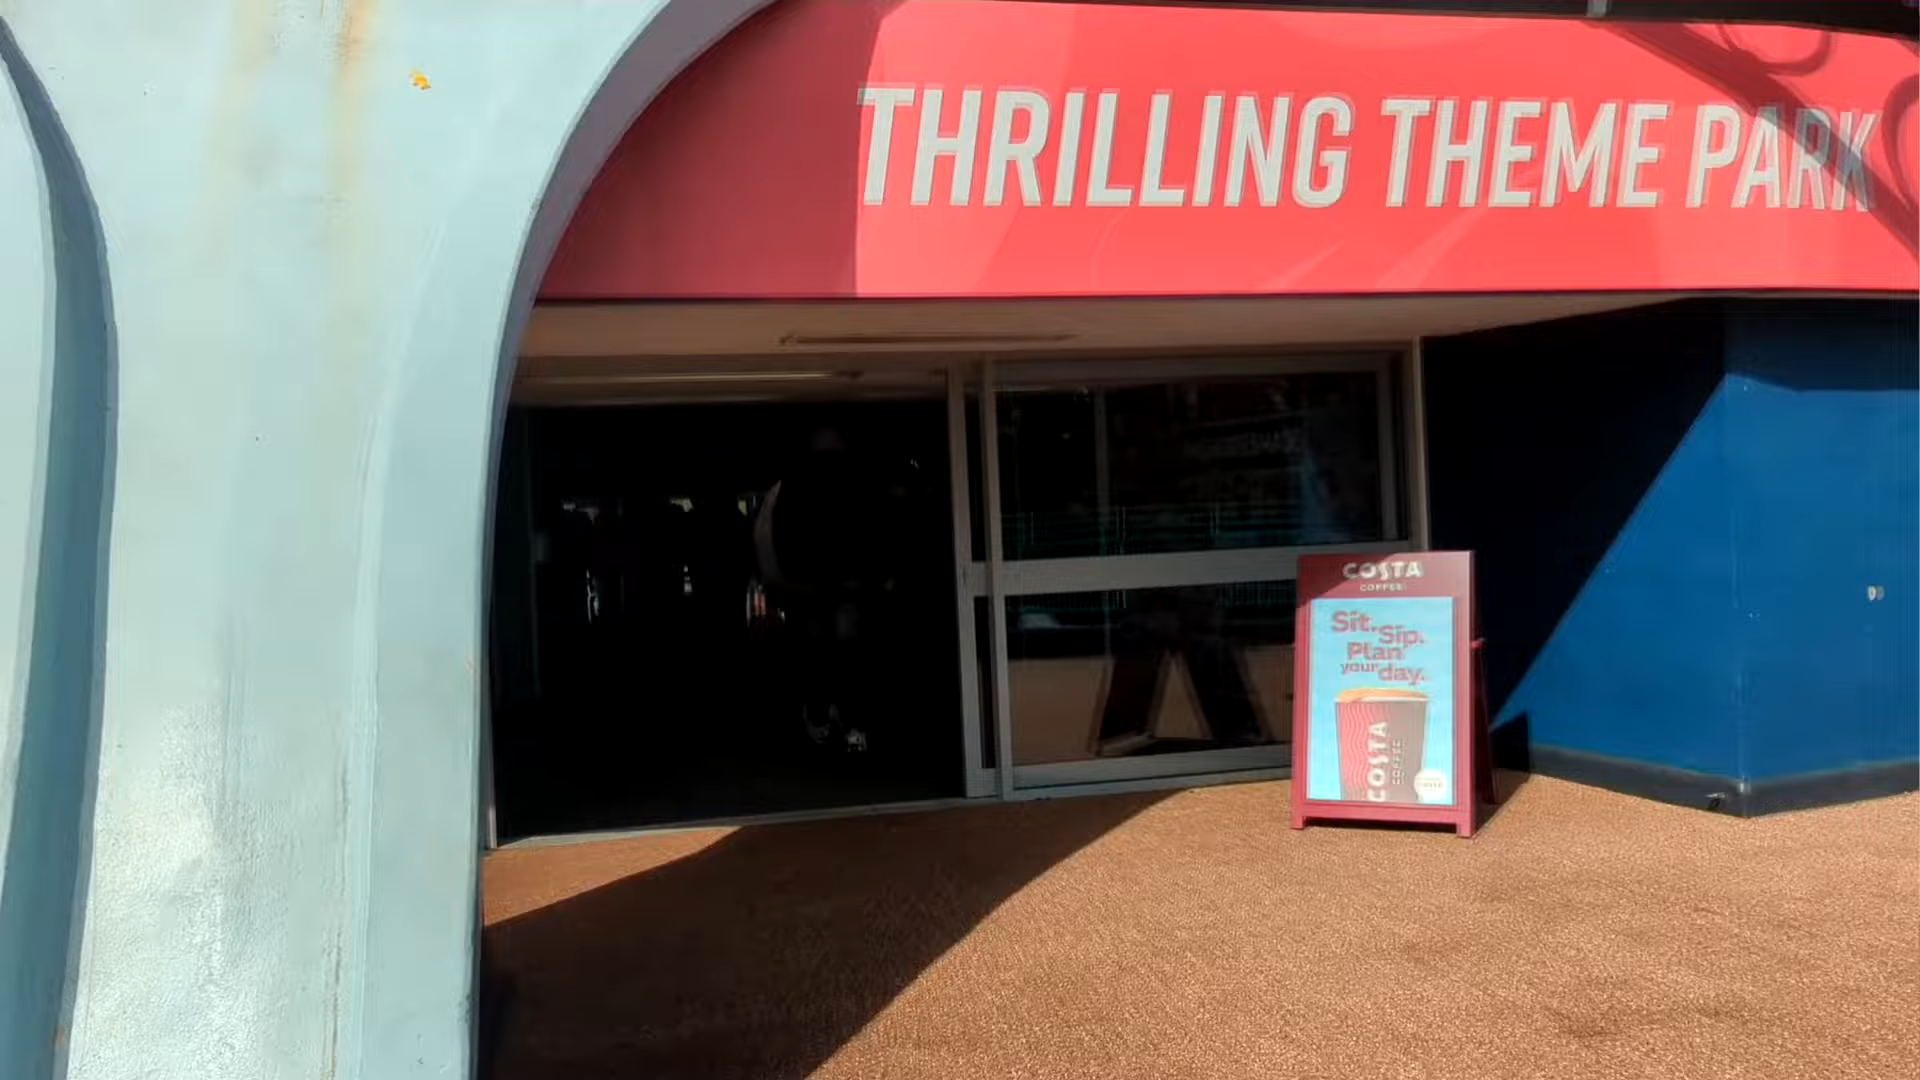 THRILLING THEME PARK
COSTA
COFFEE
Sit.
Sip.
Plan
your day.
COSTA
COFFEE